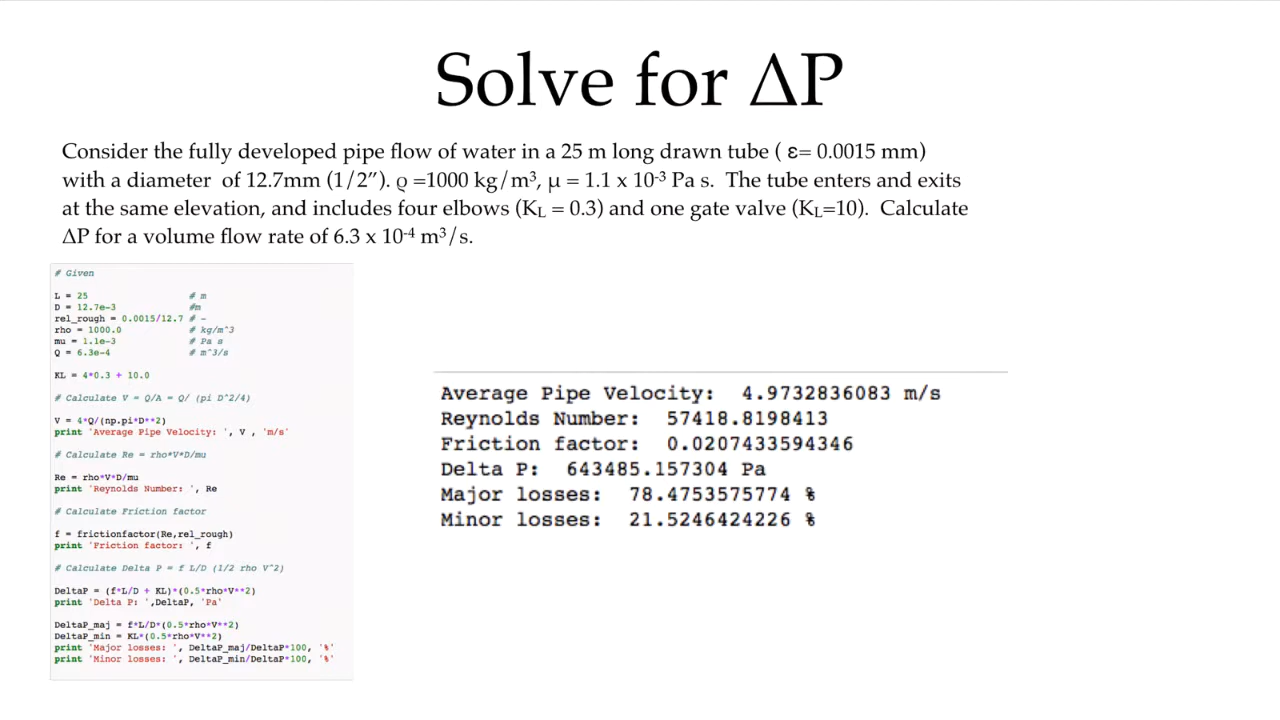 Solve for ΔP
Consider the fully developed pipe flow of water in a 25 m long drawn tube ( ε= 0.0015 mm)
with a diameter of 12.7mm (1/2”). ϱ =1000 kg/m³, μ = 1.1 x 10⁻³ Pa s. The tube enters and exits
at the same elevation, and includes four elbows (K_L = 0.3) and one gate valve (K_L=10). Calculate
ΔP for a volume flow rate of 6.3 x 10⁻⁴ m³/s.
# Given
L = 25 # m
D = 12.7e-3 #m
rel_rough = 0.0015/12.7 # -
rho = 1000.0 # kg/m^3
mu = 1.1e-3 # Pa s
Q = 6.3e-4 # m^3/s
KL = 4*0.3 + 10.0
# Calculate V = Q/A = Q/ (pi D^2/4)
V = 4*Q/(np.pi*D**2)
print 'Average Pipe Velocity: ', V , 'm/s'
# Calculate Re = rho*V*D/mu
Re = rho*V*D/mu
print 'Reynolds Number: ', Re
# Calculate Friction factor
f = frictionfactor(Re,rel_rough)
print 'Friction factor: ', f
# Calculate Delta P = f L/D (1/2 rho V^2)
DeltaP = (f*L/D + KL)*(0.5*rho*V**2)
print 'Delta P: ',DeltaP, 'Pa'
DeltaP_maj = f*L/D*(0.5*rho*V**2)
DeltaP_min = KL*(0.5*rho*V**2)
print 'Major losses: ', DeltaP_maj/DeltaP*100, '%'
print 'Minor losses: ', DeltaP_min/DeltaP*100, '%'
Average Pipe Velocity: 4.9732836083 m/s
Reynolds Number: 57418.8198413
Friction factor: 0.0207433594346
Delta P: 643485.157304 Pa
Major losses: 78.4753575774 %
Minor losses: 21.5246424226 %